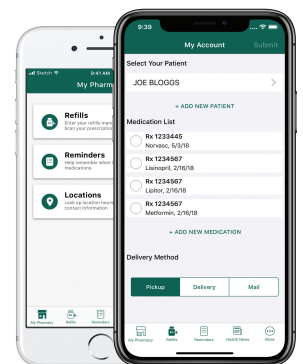 Sketch
9:41 AM
My Pharm
Refills
Enter your refills man
Scan your prescription
Reminders
Help remember when
medications
Locations
Look up location hours
contact information
My Pharmacy
Refills
Reminders
9:39
My Account
Submit
Select Your Patient
JOE BLOGGS
+ ADD NEW PATIENT
Medication List
Rx 1233445
Norvasc, 5/3/18
Rx 1234567
Lisinopril, 2/16/18
Rx 1234567
Lipitor, 2/16/18
Rx 1234567
Metformin, 2/16/18
+ ADD NEW MEDICATION
Delivery Method
Pickup
Delivery
Mail
My Pharmacy
Refills
Reminders
Health News
More